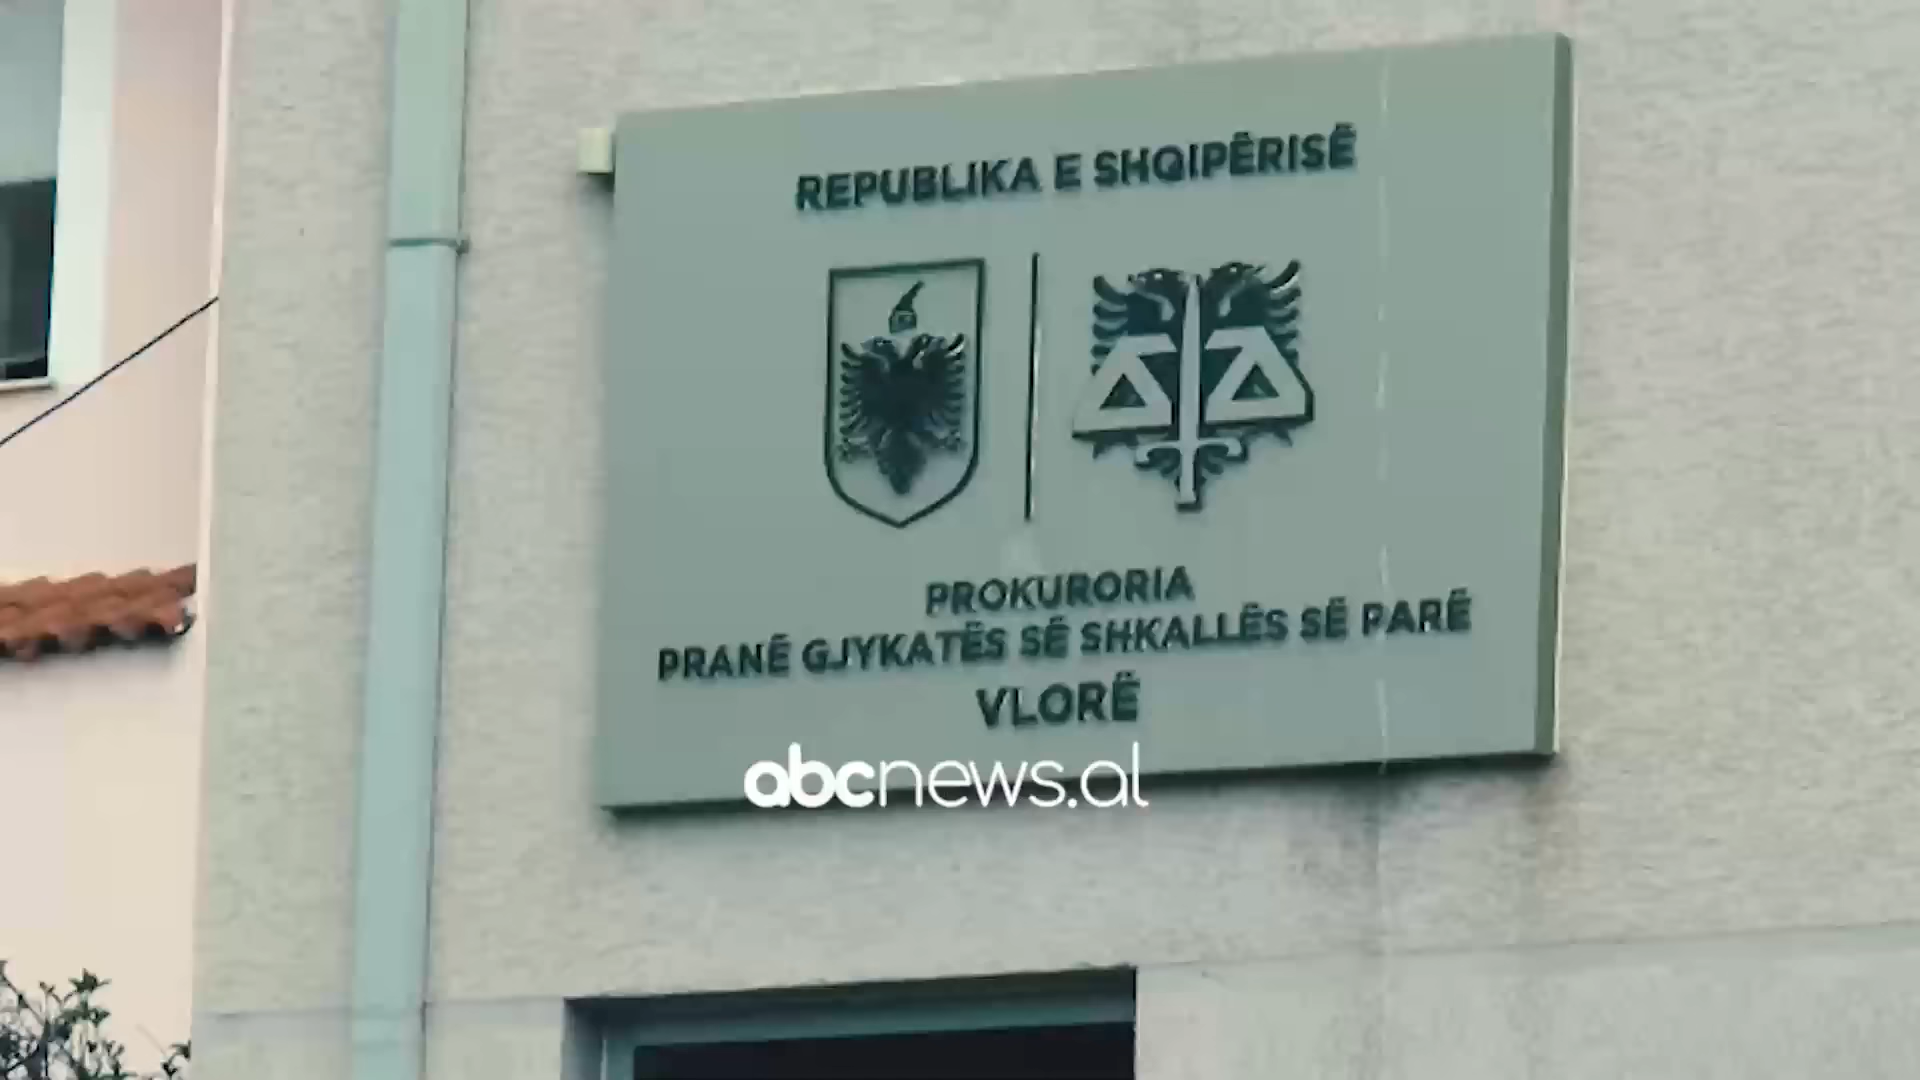 REPUBLIKA E SHQIPËRISË
PROKURORIA
PRANË GJYKATËS SË SHKALLËS SË PARË
VLORË
abcnews.al